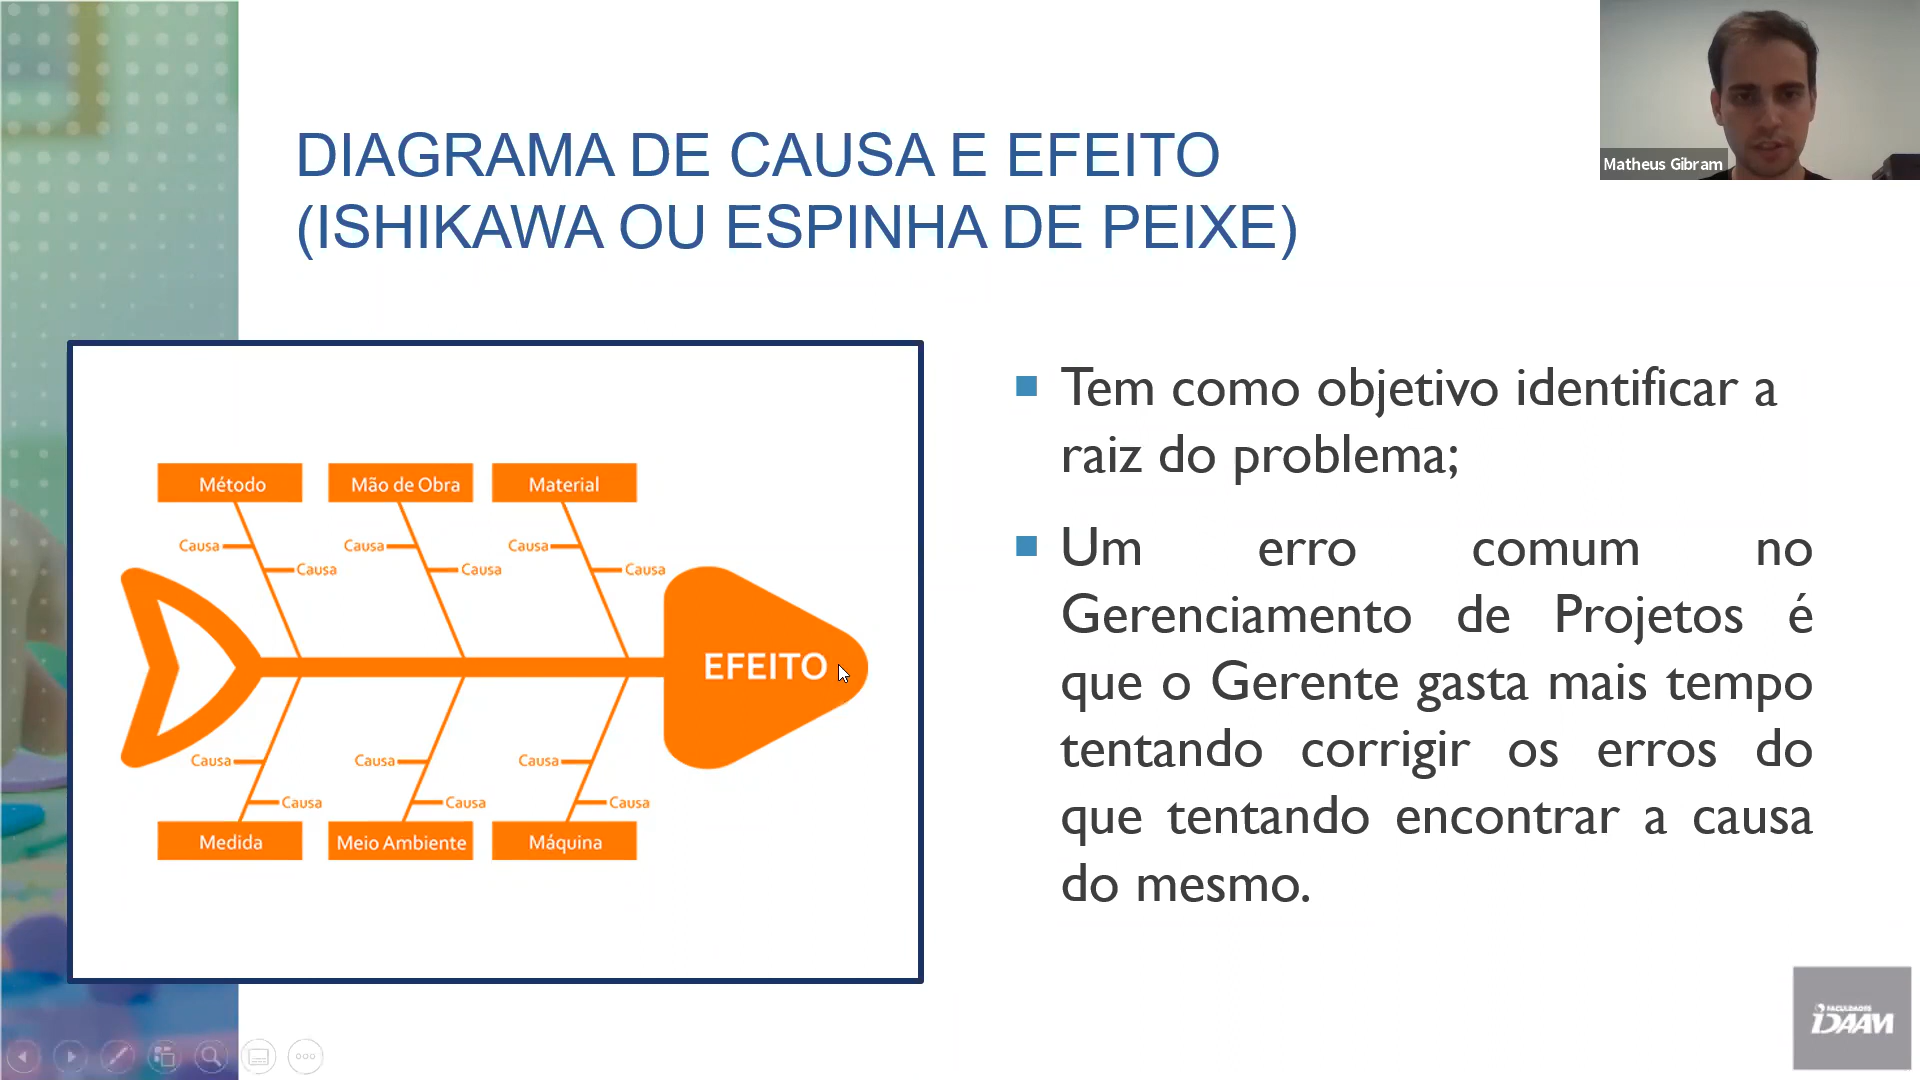 Matheus Gibram
DIAGRAMA DE CAUSA E EFEITO
(ISHIKAWA OU ESPINHA DE PEIXE)
Método
Mão de Obra
Material
Causa
Causa
Causa
Causa
Causa
Causa
EFEITO
Causa
Causa
Causa
Causa
Causa
Causa
Medida
Meio Ambiente
Máquina
Tem como objetivo identificar a
raiz do problema;
Um erro comum no
Gerenciamento de Projetos é
que o Gerente gasta mais tempo
tentando corrigir os erros do
que tentando encontrar a causa
do mesmo.
FACULDADES
IDAAM